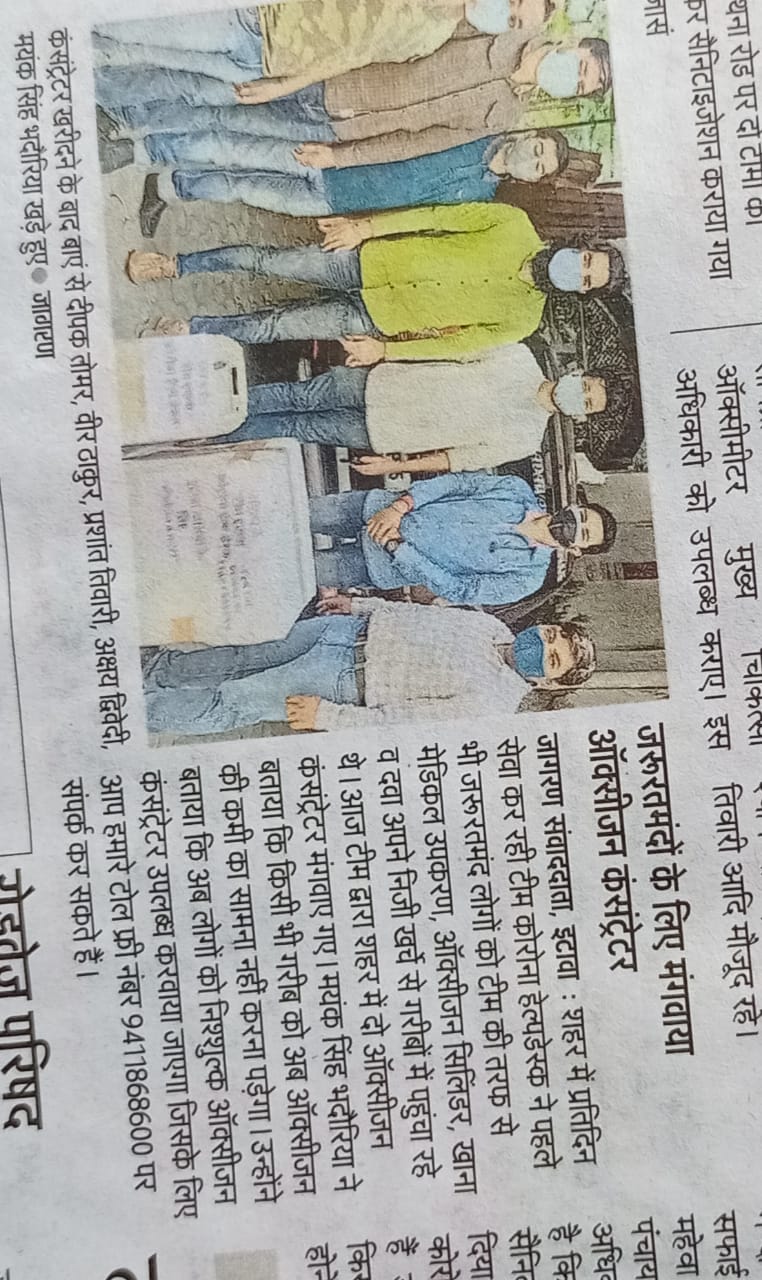 एना रोड पर दो टीमों की
कर सैनिटाइजेशन कराया गया
ऑक्सीमीटर मुख्य चिकित्सा
अधिकारी को उपलब्ध कराए। इस
तिवारी आदि मौजूद रहे।
कंसंट्रेटर खरीदने के बाद बाएं से दीपक तोमर, वीर ठाकुर, प्रशांत तिवारी, अक्षय द्विवेदी,
मयंक सिंह भदौरिया खड़े हुए ● जागरण
जरूरतमंदों के लिए मंगवाया
ऑक्सीजन कंसंट्रेटर
जागरण संवाददाता, इटावा : शहर में प्रतिदिन
सेवा कर रही टीम कोरोना हेल्पडेस्क ने पहले
भी जरूरतमंद लोगों को टीम की तरफ से
मेडिकल उपकरण, ऑक्सीजन सिलिंडर, खाना
व दवा अपने निजी खर्चे से गरीबों में पहुंचा रहे
थे। आज टीम द्वारा शहर में दो ऑक्सीजन
कंसंट्रेटर मंगवाए गए। मयंक सिंह भदौरिया ने
बताया कि किसी भी गरीब को अब ऑक्सीजन
की कमी का सामना नहीं करना पड़ेगा। उन्होंने
बताया कि अब लोगों को निश्शुल्क ऑक्सीजन
कंसंट्रेटर उपलब्ध करवाया जाएगा जिसके लिए
आप हमारे टोल फ्री नंबर 9411868600 पर
संपर्क कर सकते हैं।
सफाई
महेवा
पंचाय
अधि
है कि
सैनि
दिया
कोरे
हैं
कि
होने
परिषद